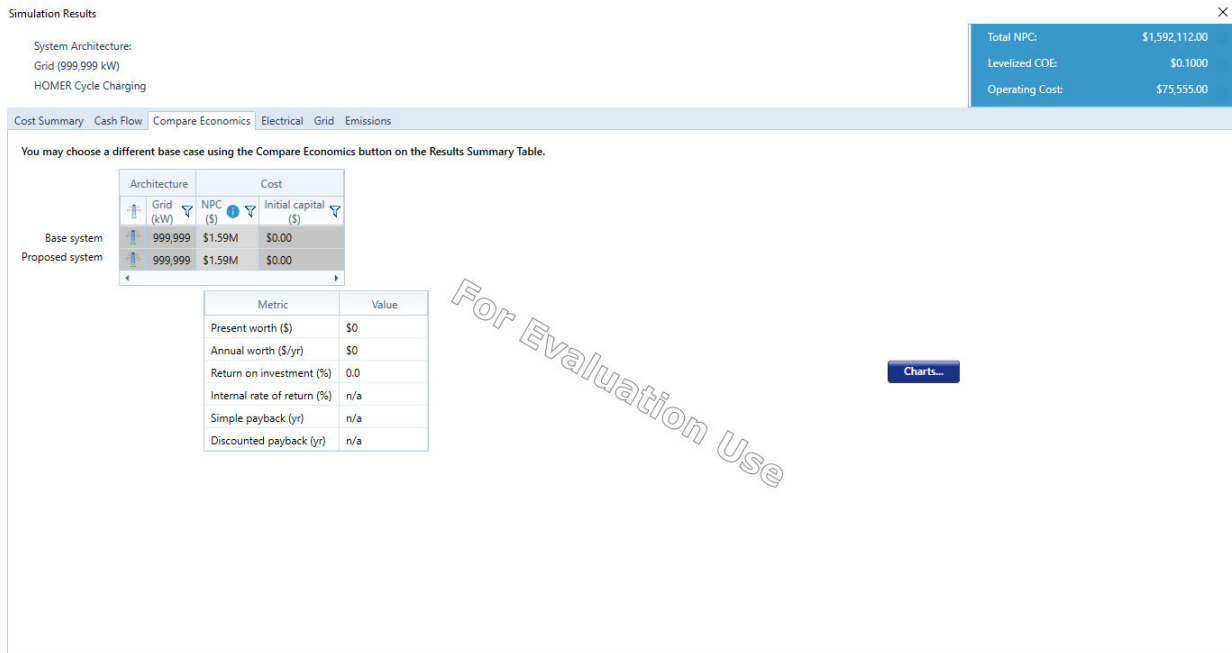 Simulation Results
System Architecture:
Grid (999,999 kW)
HOMER Cycle Charging
Total NPC: $1,592,112.00
Levelized COE: $0.1000
Operating Cost: $75,555.00
Cost Summary Cash Flow Compare Economics Electrical Grid Emissions
You may choose a different base case using the Compare Economics button on the Results Summary Table.
Architecture Cost
Grid (kW) NPC ($) Initial capital ($)
Base system 999,999 $1.59M $0.00
Proposed system 999,999 $1.59M $0.00
Metric Value
Present worth ($) $0
Annual worth ($/yr) $0
Return on investment (%) 0.0
Internal rate of return (%) n/a
Simple payback (yr) n/a
Discounted payback (yr) n/a
For Evaluation Use
Charts...